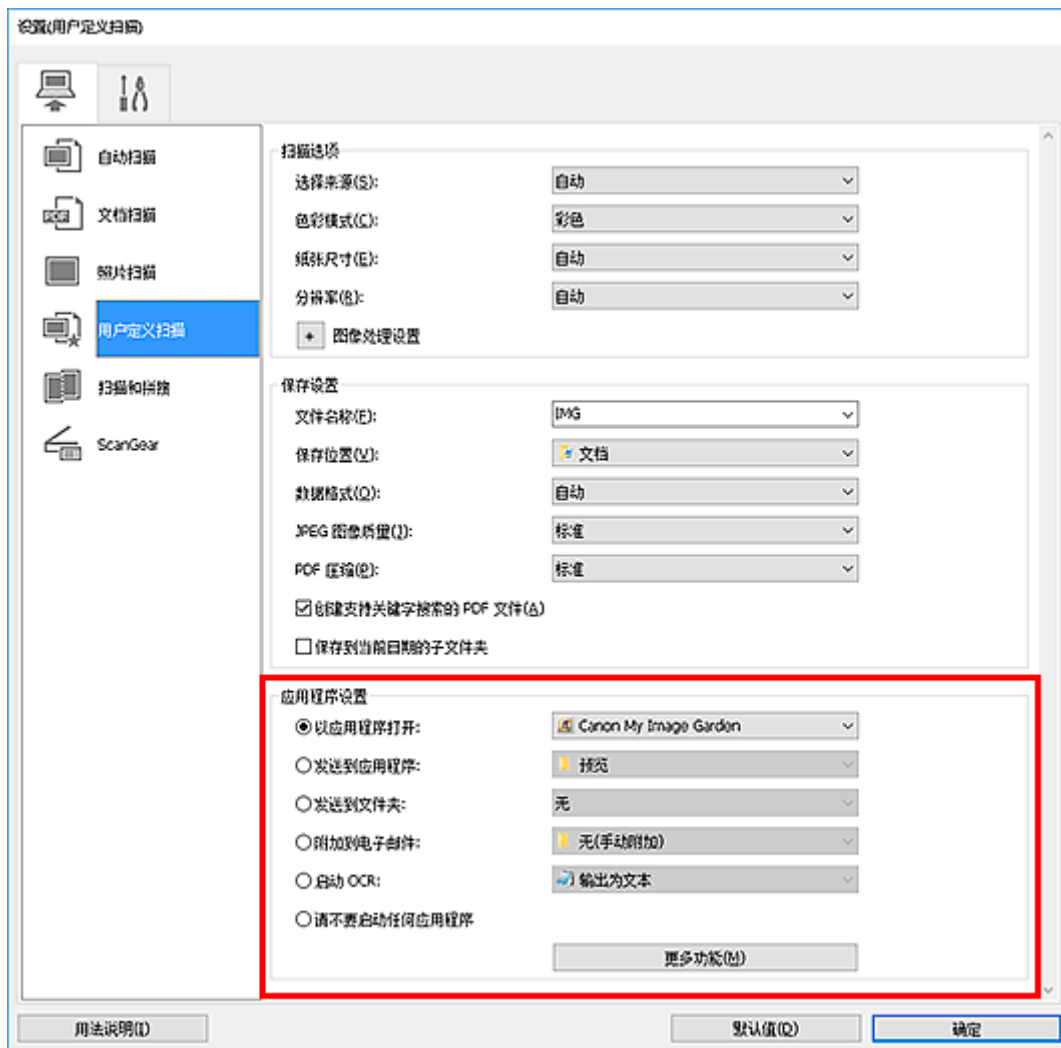 设置(用户定义扫描)
自动扫描
文档扫描
照片扫描
用户定义扫描
扫描和拼接
ScanGear
扫描选项
选择来源(S): 自动
色彩模式(C): 彩色
纸张尺寸(E): 自动
分辨率(R): 自动
+ 图像处理设置
保存设置
文件名称(F): IMG
保存位置(V): 文档
数据格式(O): 自动
JPEG 图像质量(J): 标准
PDF 压缩(P): 标准
创建支持关键字搜索的 PDF 文件(A)
保存到当前日期的子文件夹
应用程序设置
以应用程序打开: Canon My Image Garden
发送到应用程序: 预览
发送到文件夹: 无
附加到电子邮件: 无(手动附加)
启动 OCR: 输出为文本
请不要启动任何应用程序
更多功能(M)
用法说明(I) 默认值(D) 确定